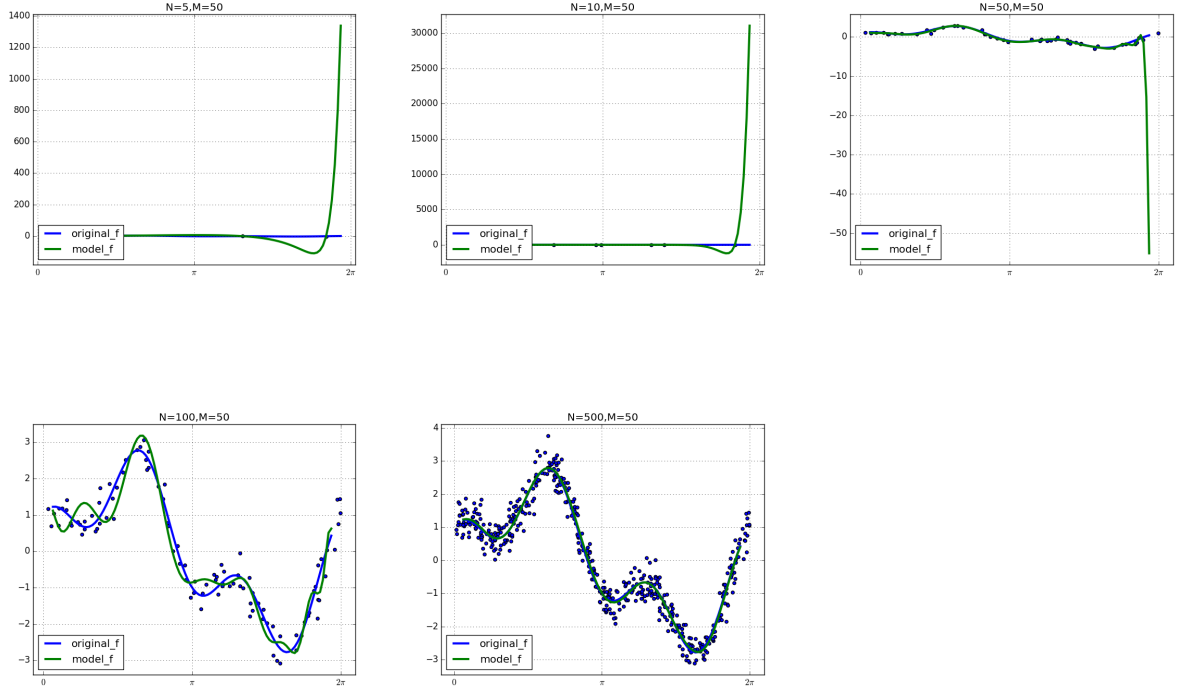 N=5,M=50
1400
1200
1000
800
600
400
200
0
original_f
model_f
0
π
2π
N=10,M=50
30000
25000
20000
15000
10000
5000
0
original_f
model_f
0
π
2π
N=50,M=50
0
−10
−20
−30
−40
−50
original_f
model_f
0
π
2π
N=100,M=50
3
2
1
0
−1
−2
−3
original_f
model_f
0
π
2π
N=500,M=50
4
3
2
1
0
−1
−2
−3
original_f
model_f
0
π
2π